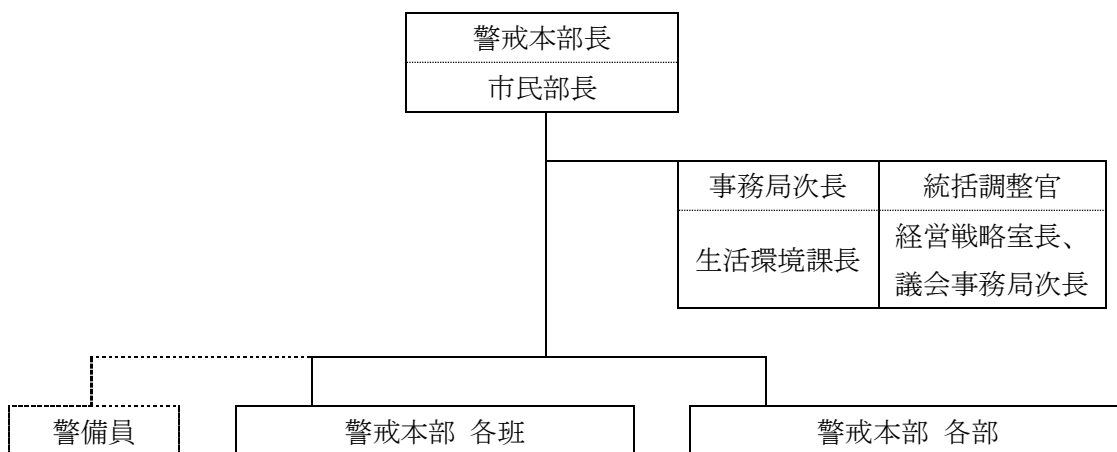 警戒本部長
市民部長
事務局次長 統括調整官
生活環境課長 経営戦略室長、
議会事務局次長
警備員 警戒本部 各班 警戒本部 各部